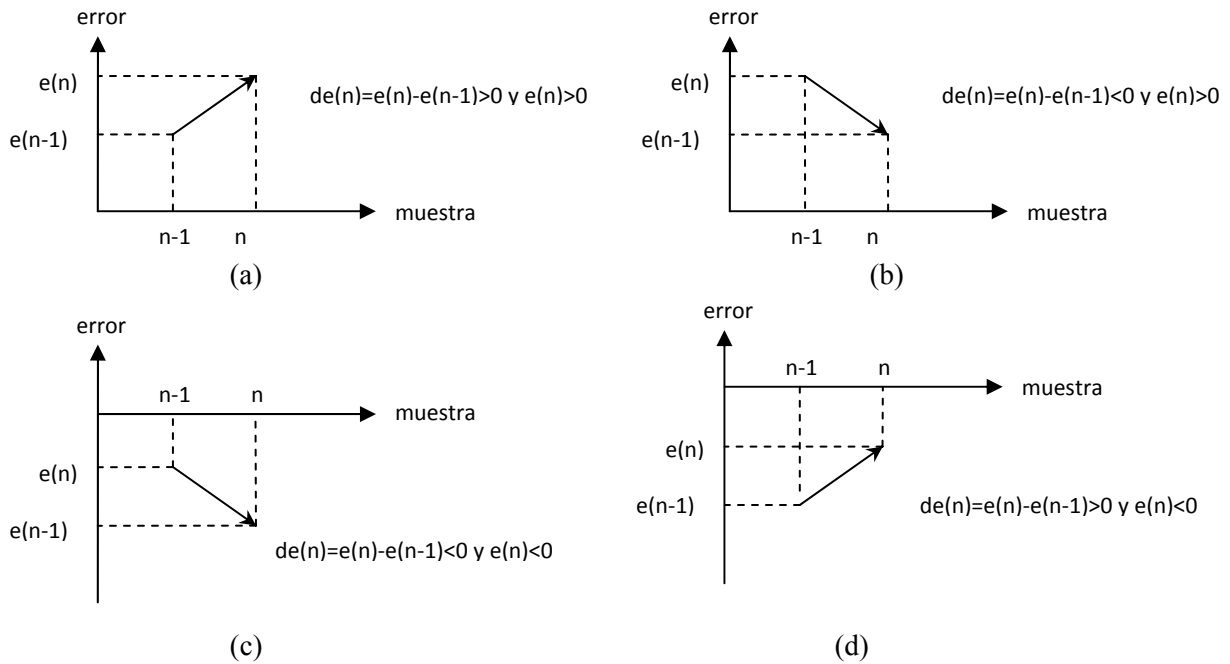 error
e(n)
e(n-1)
de(n)=e(n)-e(n-1)>0 y e(n)>0
muestra
n-1
n
(a)
error
e(n)
e(n-1)
de(n)=e(n)-e(n-1)<0 y e(n)>0
muestra
n-1
n
(b)
error
n-1
n
muestra
e(n)
e(n-1)
de(n)=e(n)-e(n-1)<0 y e(n)<0
(c)
error
n-1
n
muestra
e(n)
e(n-1)
de(n)=e(n)-e(n-1)>0 y e(n)<0
(d)